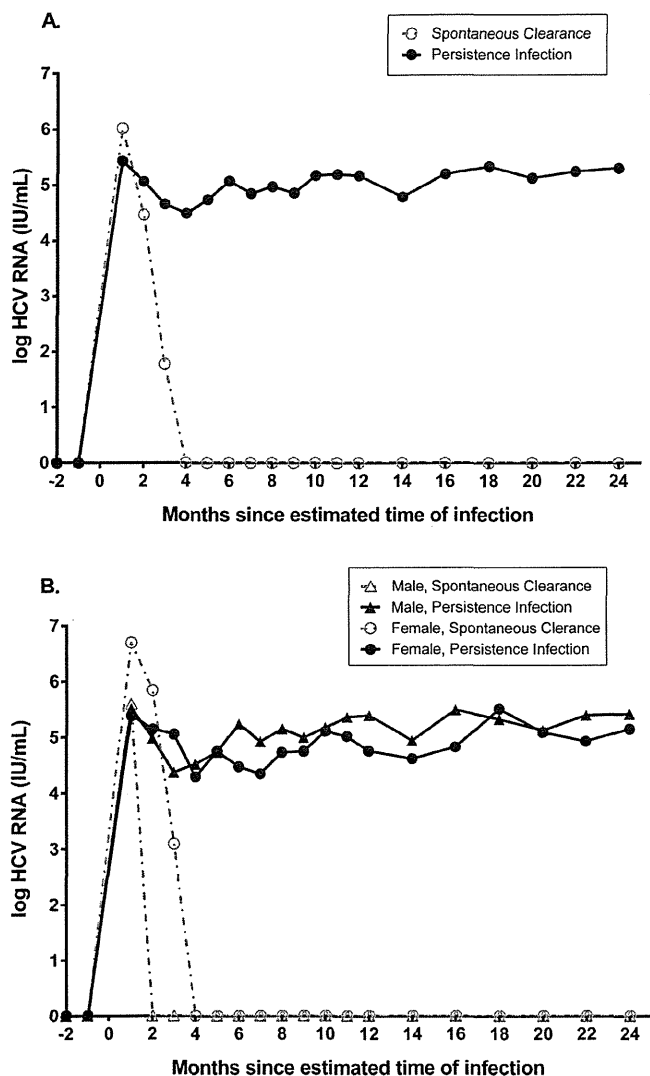 A.
Spontaneous Clearance
Persistence Infection
log HCV RNA (IU/mL)
7
6
5
4
3
2
1
0
-2 0 2 4 6 8 10 12 14 16 18 20 22 24
Months since estimated time of infection
B.
Male, Spontaneous Clearance
Male, Persistence Infection
Female, Spontaneous Clerance
Female, Persistence Infection
log HCV RNA (IU/mL)
7
6
5
4
3
2
1
0
-2 0 2 4 6 8 10 12 14 16 18 20 22 24
Months since estimated time of infection